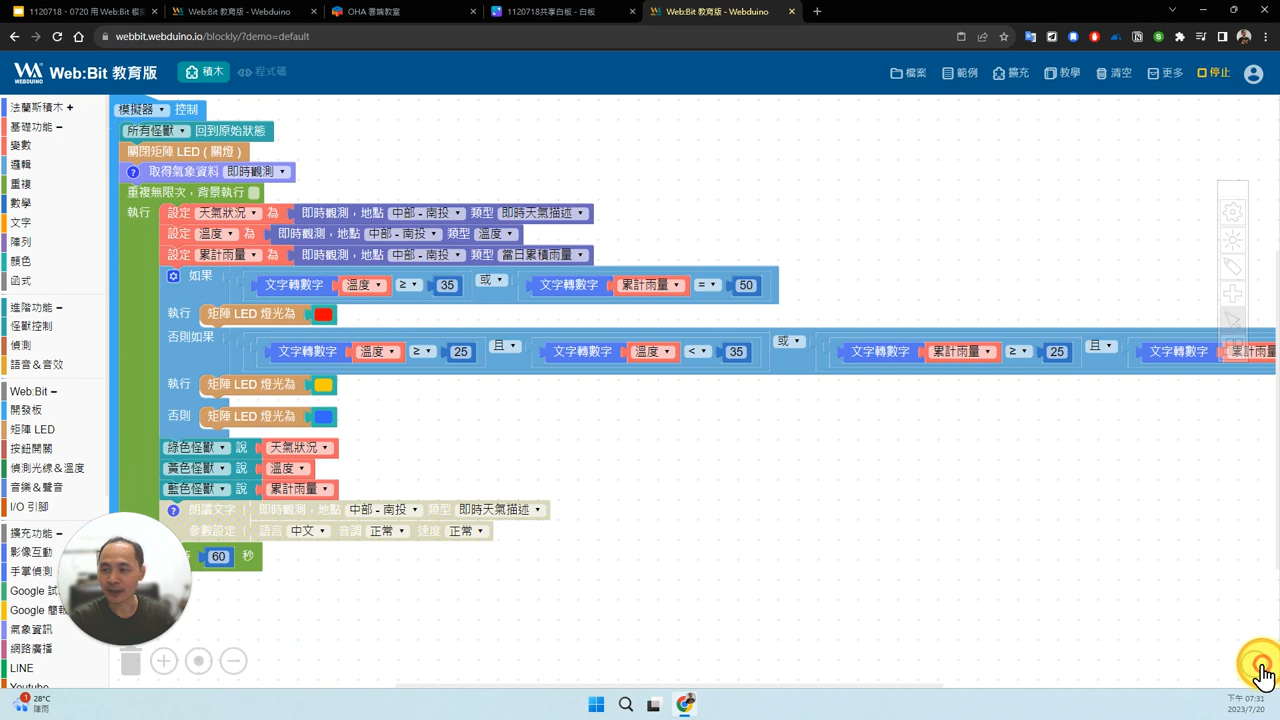 1120718、0720 用 Web:Bit 模
Web:Bit 教育版 - Webduino
OHA 雲端教室
1120718共享白板 - 白板
Web:Bit 教育版 - Webduino
webbit.webduino.io/blockly/?demo=default
WEBDUINO
Web:Bit 教育版
積木
程式碼
檔案
範例
擴充
教學
清空
更多
停止
法蘭斯積木
基礎功能
變數
邏輯
重複
數學
文字
陣列
顏色
函式
進階功能
怪獸控制
偵測
語音&音效
Web:Bit
開發板
矩陣 LED
按鈕開關
偵測光線&溫度
音樂&聲音
I/O 引腳
擴充功能
影像互動
手掌偵測
Google 試
Google 簡報
氣象資訊
網路廣播
LINE
Youtube
模擬器 控制
所有怪獸 回到原始狀態
關閉矩陣 LED ( 關燈 )
? 取得氣象資料 即時觀測
重複無限次，背景執行
執行 設定 天氣狀況 為 即時觀測，地點 中部 - 南投 類型 即時天氣描述
設定 溫度 為 即時觀測，地點 中部 - 南投 類型 溫度
設定 累計雨量 為 即時觀測，地點 中部 - 南投 類型 當日累積雨量
如果 文字轉數字 溫度 ≥ 35 或 文字轉數字 累計雨量 = 50
執行 矩陣 LED 燈光為
否則如果 文字轉數字 溫度 ≥ 25 且 文字轉數字 溫度 < 35 或 文字轉數字 累計雨量 ≥ 25 且 文字轉數字 累計雨量
執行 矩陣 LED 燈光為
否則 矩陣 LED 燈光為
綠色怪獸 說 天氣狀況
黃色怪獸 說 溫度
藍色怪獸 說 累計雨量
? 朗讀文字 即時觀測，地點 中部 - 南投 類型 即時天氣描述
參數設定 語言 中文 音調 正常 速度 正常
60 秒
1
28°C
陣雨
下午 07:31
2023/7/20